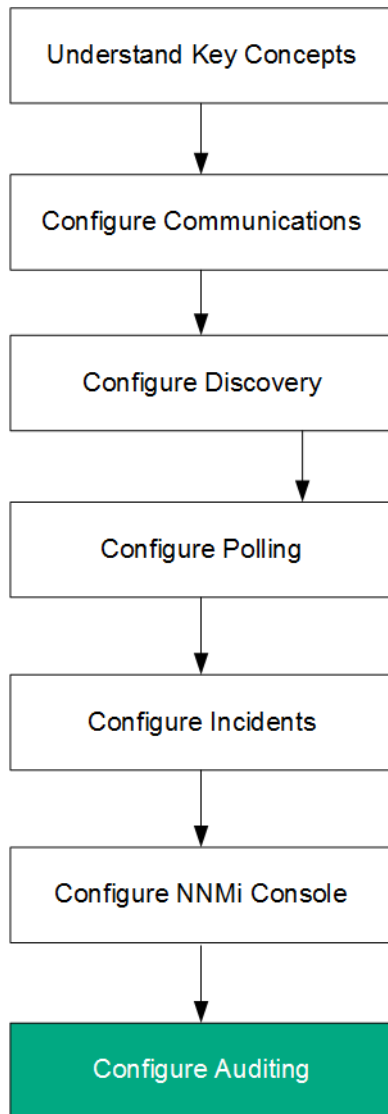 Understand Key Concepts
Configure Communications
Configure Discovery
Configure Polling
Configure Incidents
Configure NNMi Console
Configure Auditing